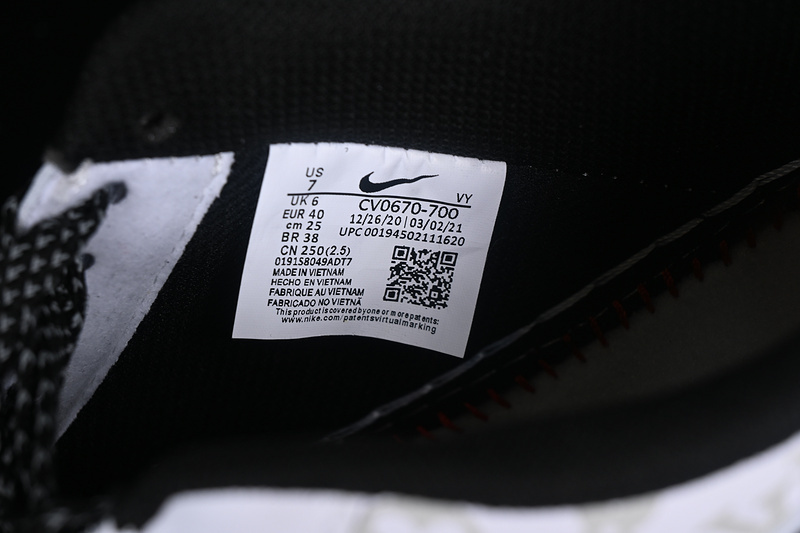 US
7
UK 6
EUR 40
cm 25
BR 38
CN 250(2.5)
VY
CV0670-700
12/26/20 | 03/02/21
UPC 00194502111620
019158049ADT7
MADE IN VIETNAM
HECHO EN VIETNAM
FABRIQUE AU VIETNAM
FABRICADO NO VIETNÃ
This product is covered by one or more patents:
www.nike.com/patentsvirtualmarking